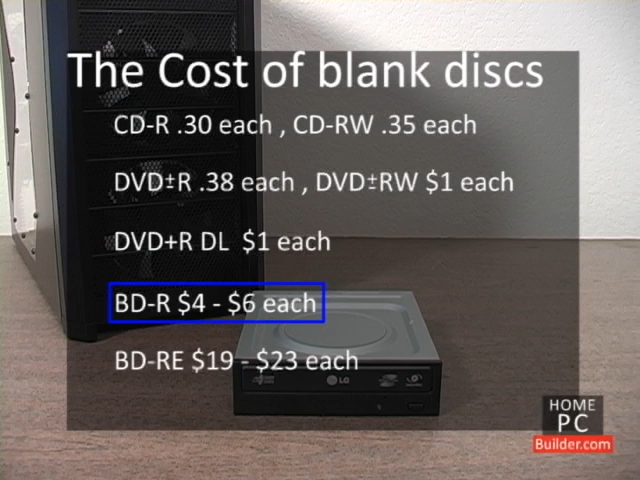 The Cost of blank discs
CD-R .30 each , CD-RW .35 each
DVD±R .38 each , DVD±RW $1 each
DVD+R DL  $1 each
BD-R $4 - $6 each
BD-RE $19 - $23 each
LG
HOME
PC
Builder.com